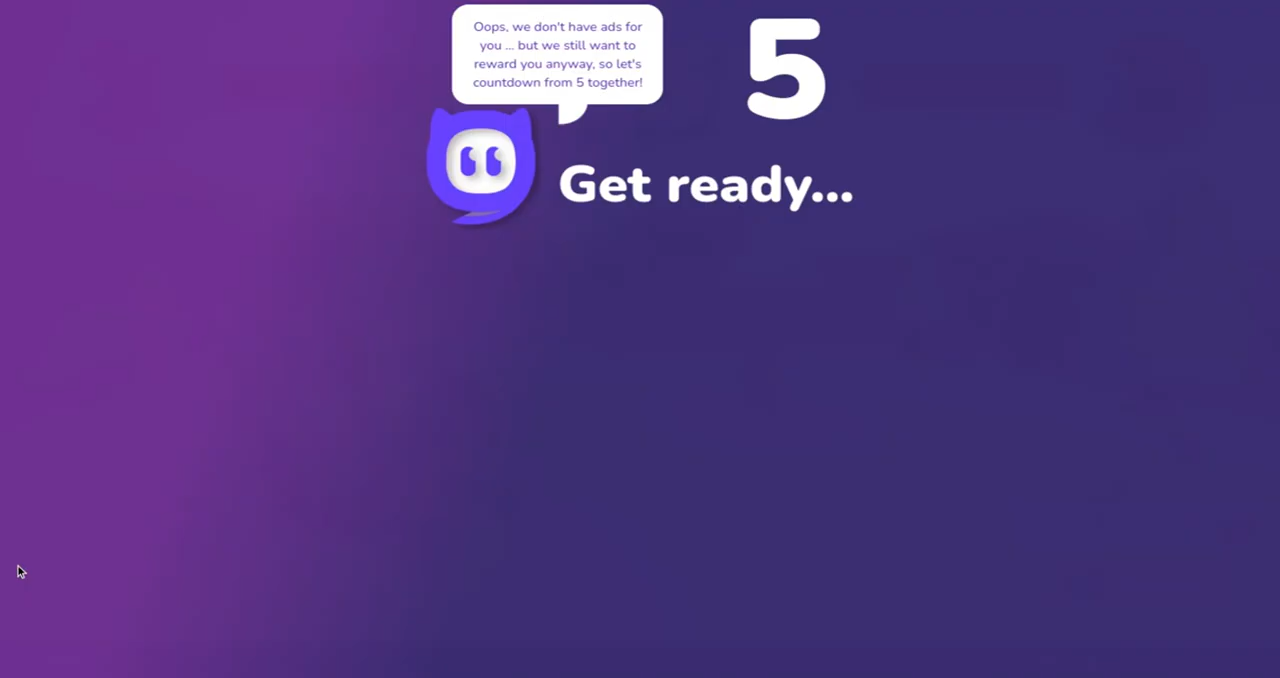 Oops, we don't have ads for
you ... but we still want to
reward you anyway, so let's
countdown from 5 together!
5
Get ready...